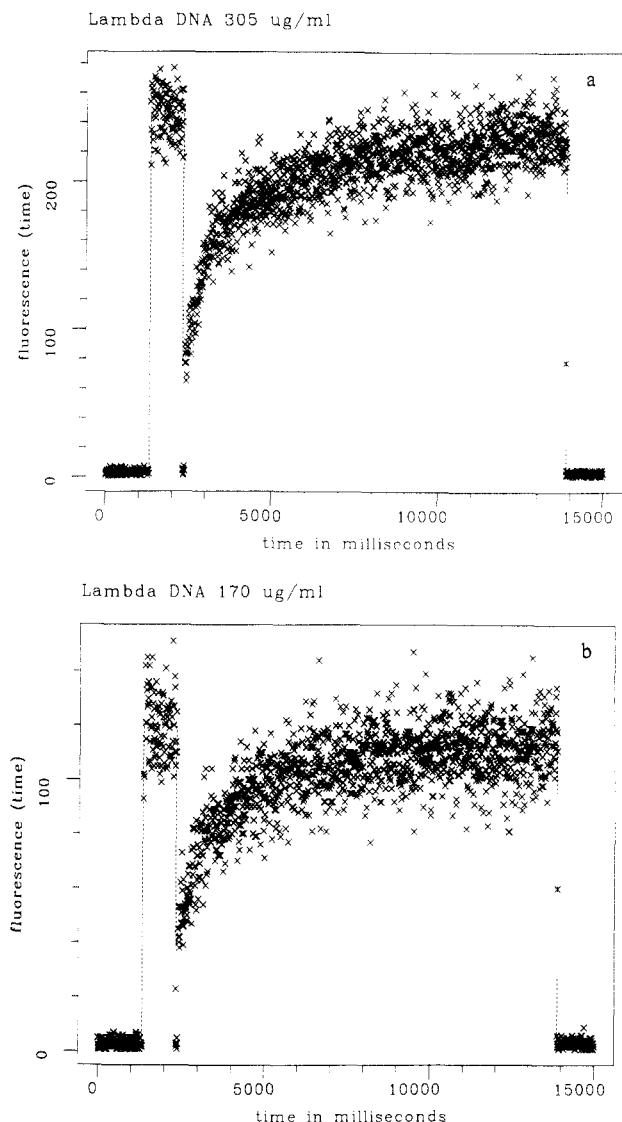 Lambda DNA 305 ug/ml
a
fluorescence (time)
200
100
0
0 5000 10000 15000
time in milliseconds
Lambda DNA 170 ug/ml
b
fluorescence (time)
100
0
0 5000 10000 15000
time in milliseconds